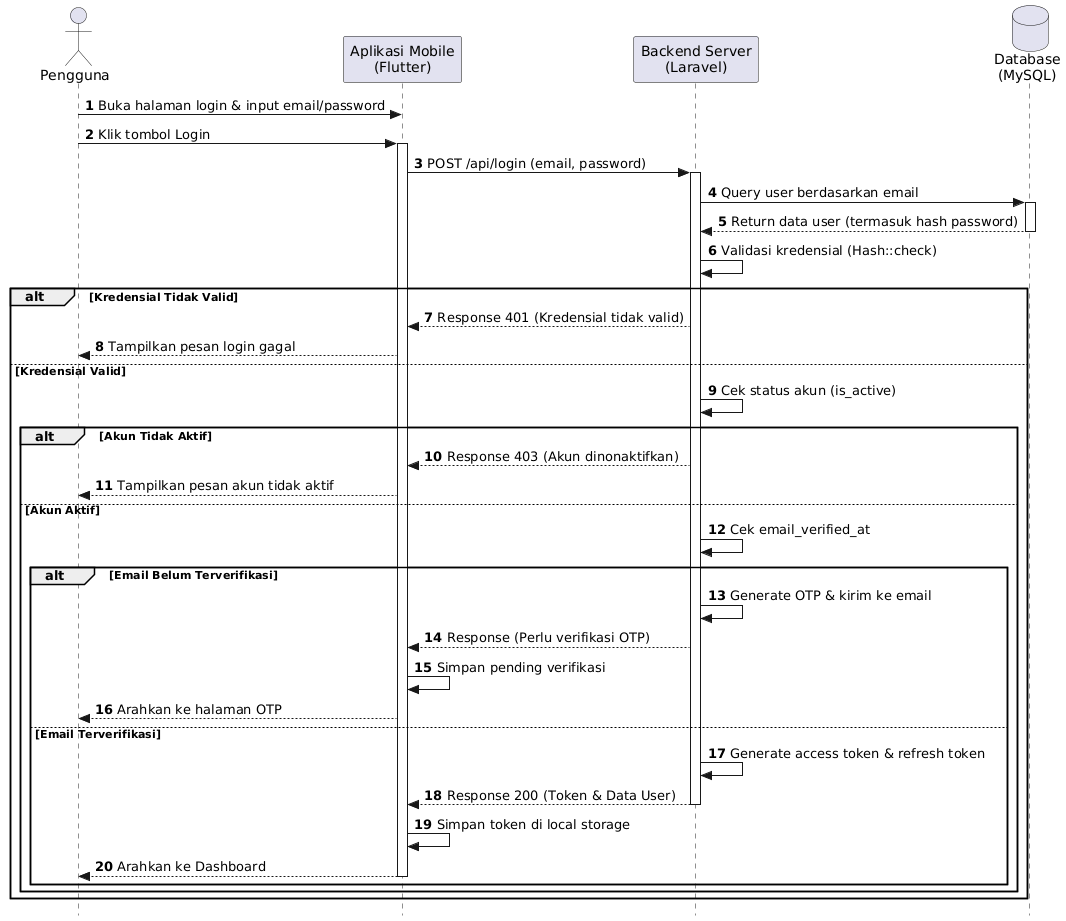 Pengguna
Aplikasi Mobile
(Flutter)
Backend Server
(Laravel)
Database
(MySQL)
1 Buka halaman login & input email/password
2 Klik tombol Login
3 POST /api/login (email, password)
4 Query user berdasarkan email
5 Return data user (termasuk hash password)
6 Validasi kredensial (Hash::check)
alt [Kredensial Tidak Valid]
7 Response 401 (Kredensial tidak valid)
8 Tampilkan pesan login gagal
[Kredensial Valid]
9 Cek status akun (is_active)
alt [Akun Tidak Aktif]
10 Response 403 (Akun dinonaktifkan)
11 Tampilkan pesan akun tidak aktif
[Akun Aktif]
12 Cek email_verified_at
alt [Email Belum Terverifikasi]
13 Generate OTP & kirim ke email
14 Response (Perlu verifikasi OTP)
15 Simpan pending verifikasi
16 Arahkan ke halaman OTP
[Email Terverifikasi]
17 Generate access token & refresh token
18 Response 200 (Token & Data User)
19 Simpan token di local storage
20 Arahkan ke Dashboard